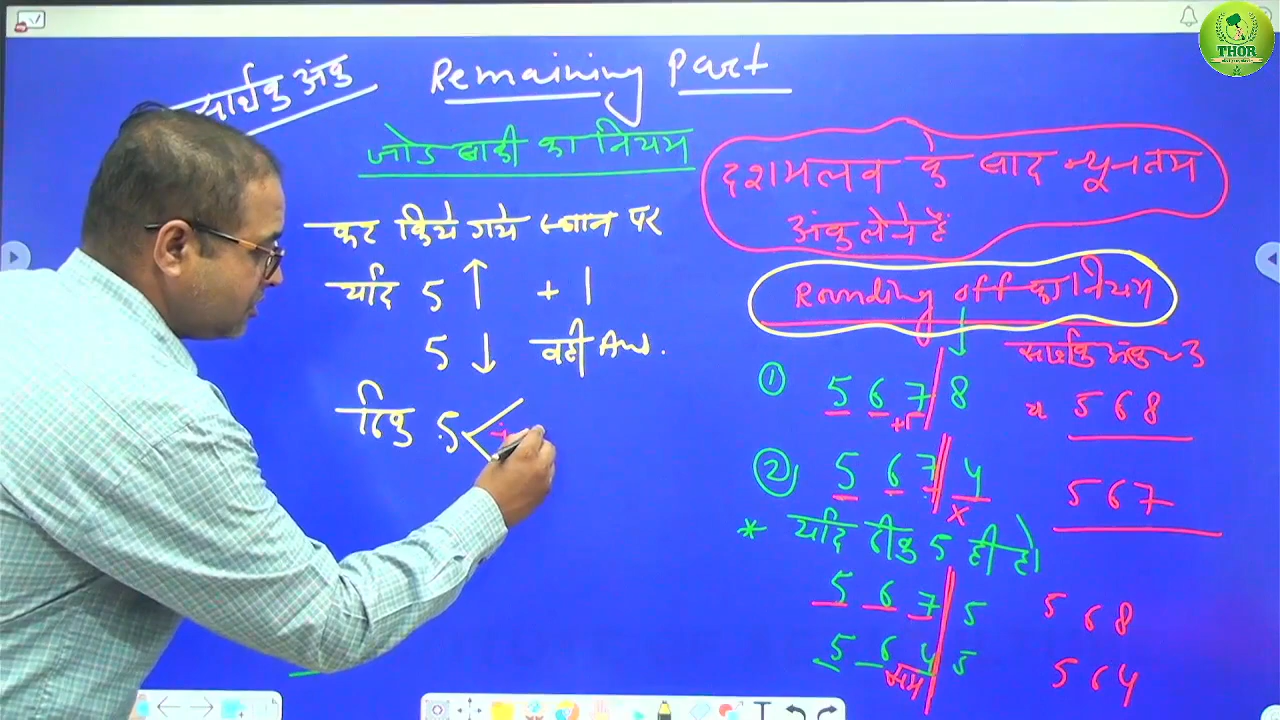 सार्थक अंक
Remaining Part
THOR
जोड बाकी का नियम
दशमलव के बाद न्यूनतम
अंक लेने हैं
कट किये गये स्थान पर
यदि 5 ↑ + 1
5 ↓ वही Ans.
ठिक 5
Rounding off का नियम
सार्थक अंक ~ 3
① 5 6 7 8
+1
5 6 8
② 5 6 7 4
x
5 6 7
* यदि ठीक 5 ही हो।
5 6 7 5 5 6 8
5 6 4 5 5 6 4
सम